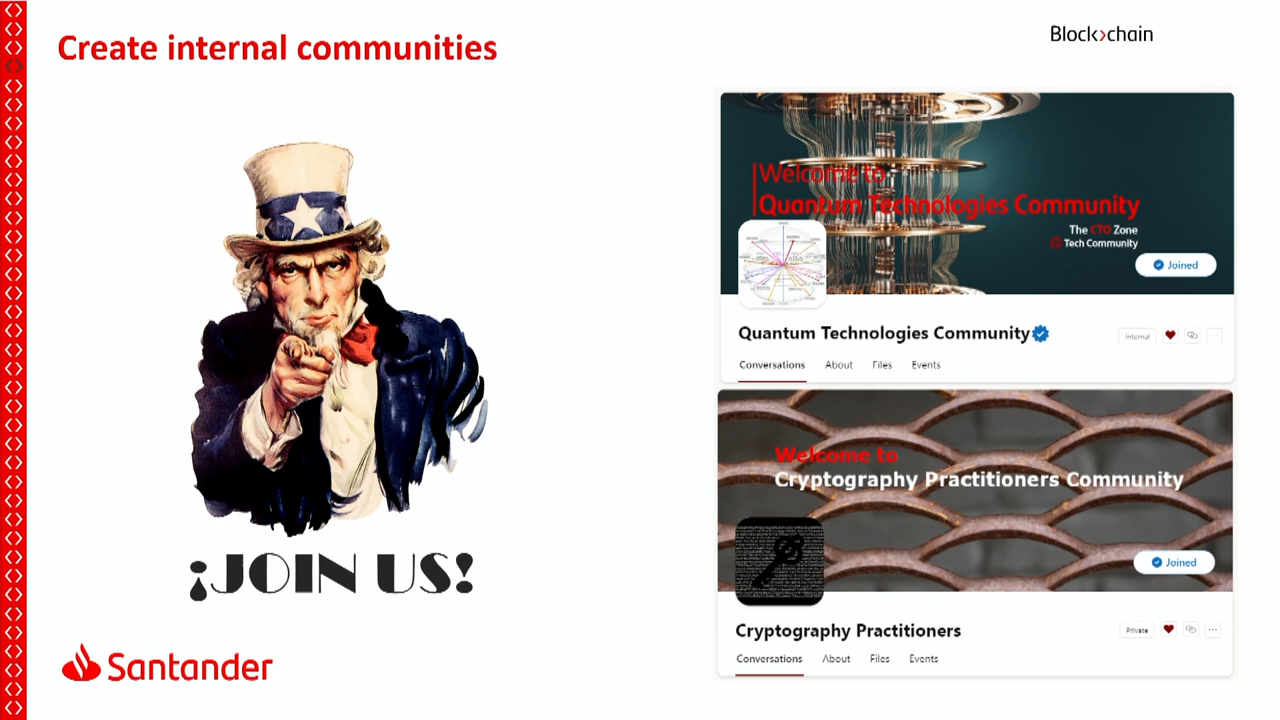 Create internal communities
Block›chain
Welcome to
Quantum Technologies Community
The CTO Zone
Tech Community
Joined
Quantum Technologies Community
Internal
Conversations About Files Events
Welcome to
Cryptography Practitioners Community
Joined
Cryptography Practitioners
Private
Conversations About Files Events
¡JOIN US!
Santander